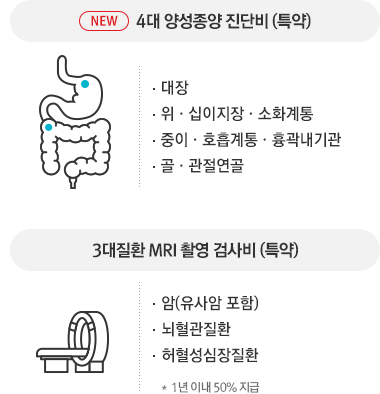 NEW 4대 양성종양 진단비 (특약)
· 대장
· 위 · 십이지장 · 소화계통
· 중이 · 호흡계통 · 흉곽내기관
· 골 · 관절연골
3대질환 MRI 촬영 검사비 (특약)
· 암(유사암 포함)
· 뇌혈관질환
· 허혈성심장질환
* 1년 이내 50% 지급